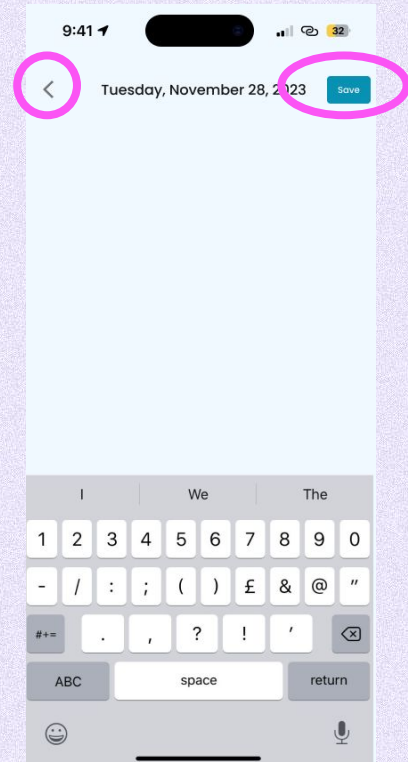 9:41 32
Tuesday, November 28, 2023 Save
I We The
1 2 3 4 5 6 7 8 9 0
- / : ; ( ) £ & @ "
#+= . , ? ! '
ABC space return